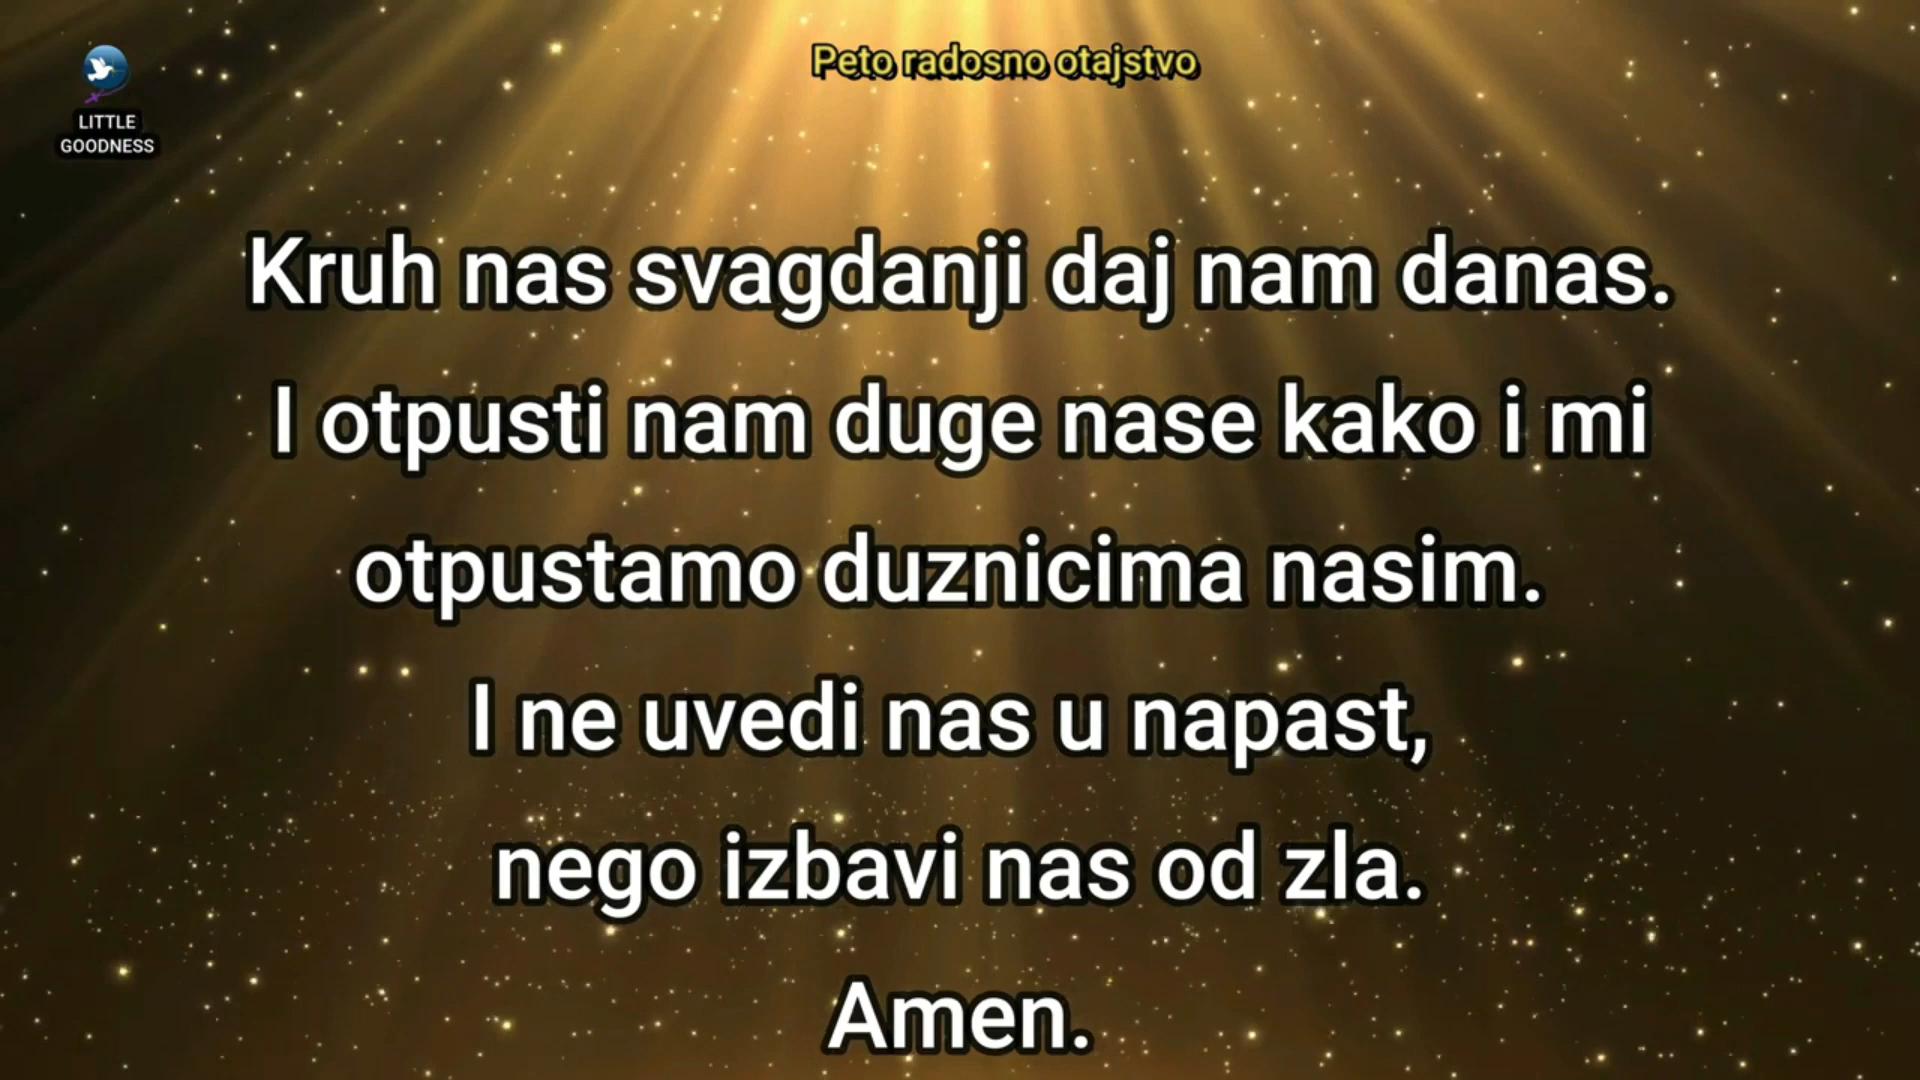 Peto radosno otajstvo
LITTLE
GOODNESS
Kruh nas svagdanji daj nam danas.
I otpusti nam duge nase kako i mi
otpustamo duznicima nasim.
I ne uvedi nas u napast,
nego izbavi nas od zla.
Amen.